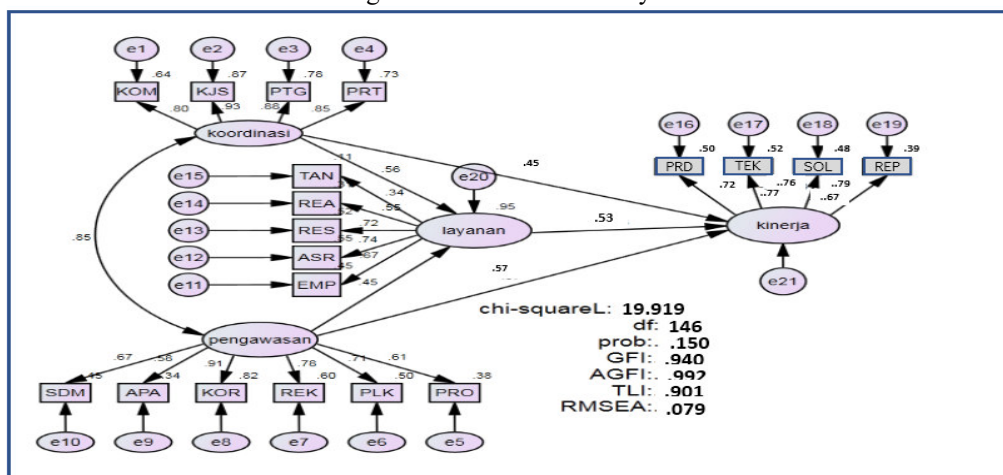 e1 e2 e3 e4
.64 .87 .78 .73
KOM KJS PTG PRT
.80 .93 .88 .85
koordinasi
e16 e17 e18 e19
.50 .52 .48 .39
PRD TEK SOL REP
.72 .77 .76 .67 .79
.11 .56 .45
e15 TAN e20
.34
e14 REA .55 .95
e13 RES .72 layanan .53 kinerja
.85
e12 ASR .74
.67
e11 EMP .45 .45
.57
e21
chi-squareL: 19.919
df: 146
prob:. .150
GFI: .940
AGFI:. .992
TLI: .901
RMSEA:. .079
pengawasan
.67 .58 .91 .78 .71 .61
.45 .34 .82 .60 .50 .38
SDM APA KOR REK PLK PRO
e10 e9 e8 e7 e6 e5